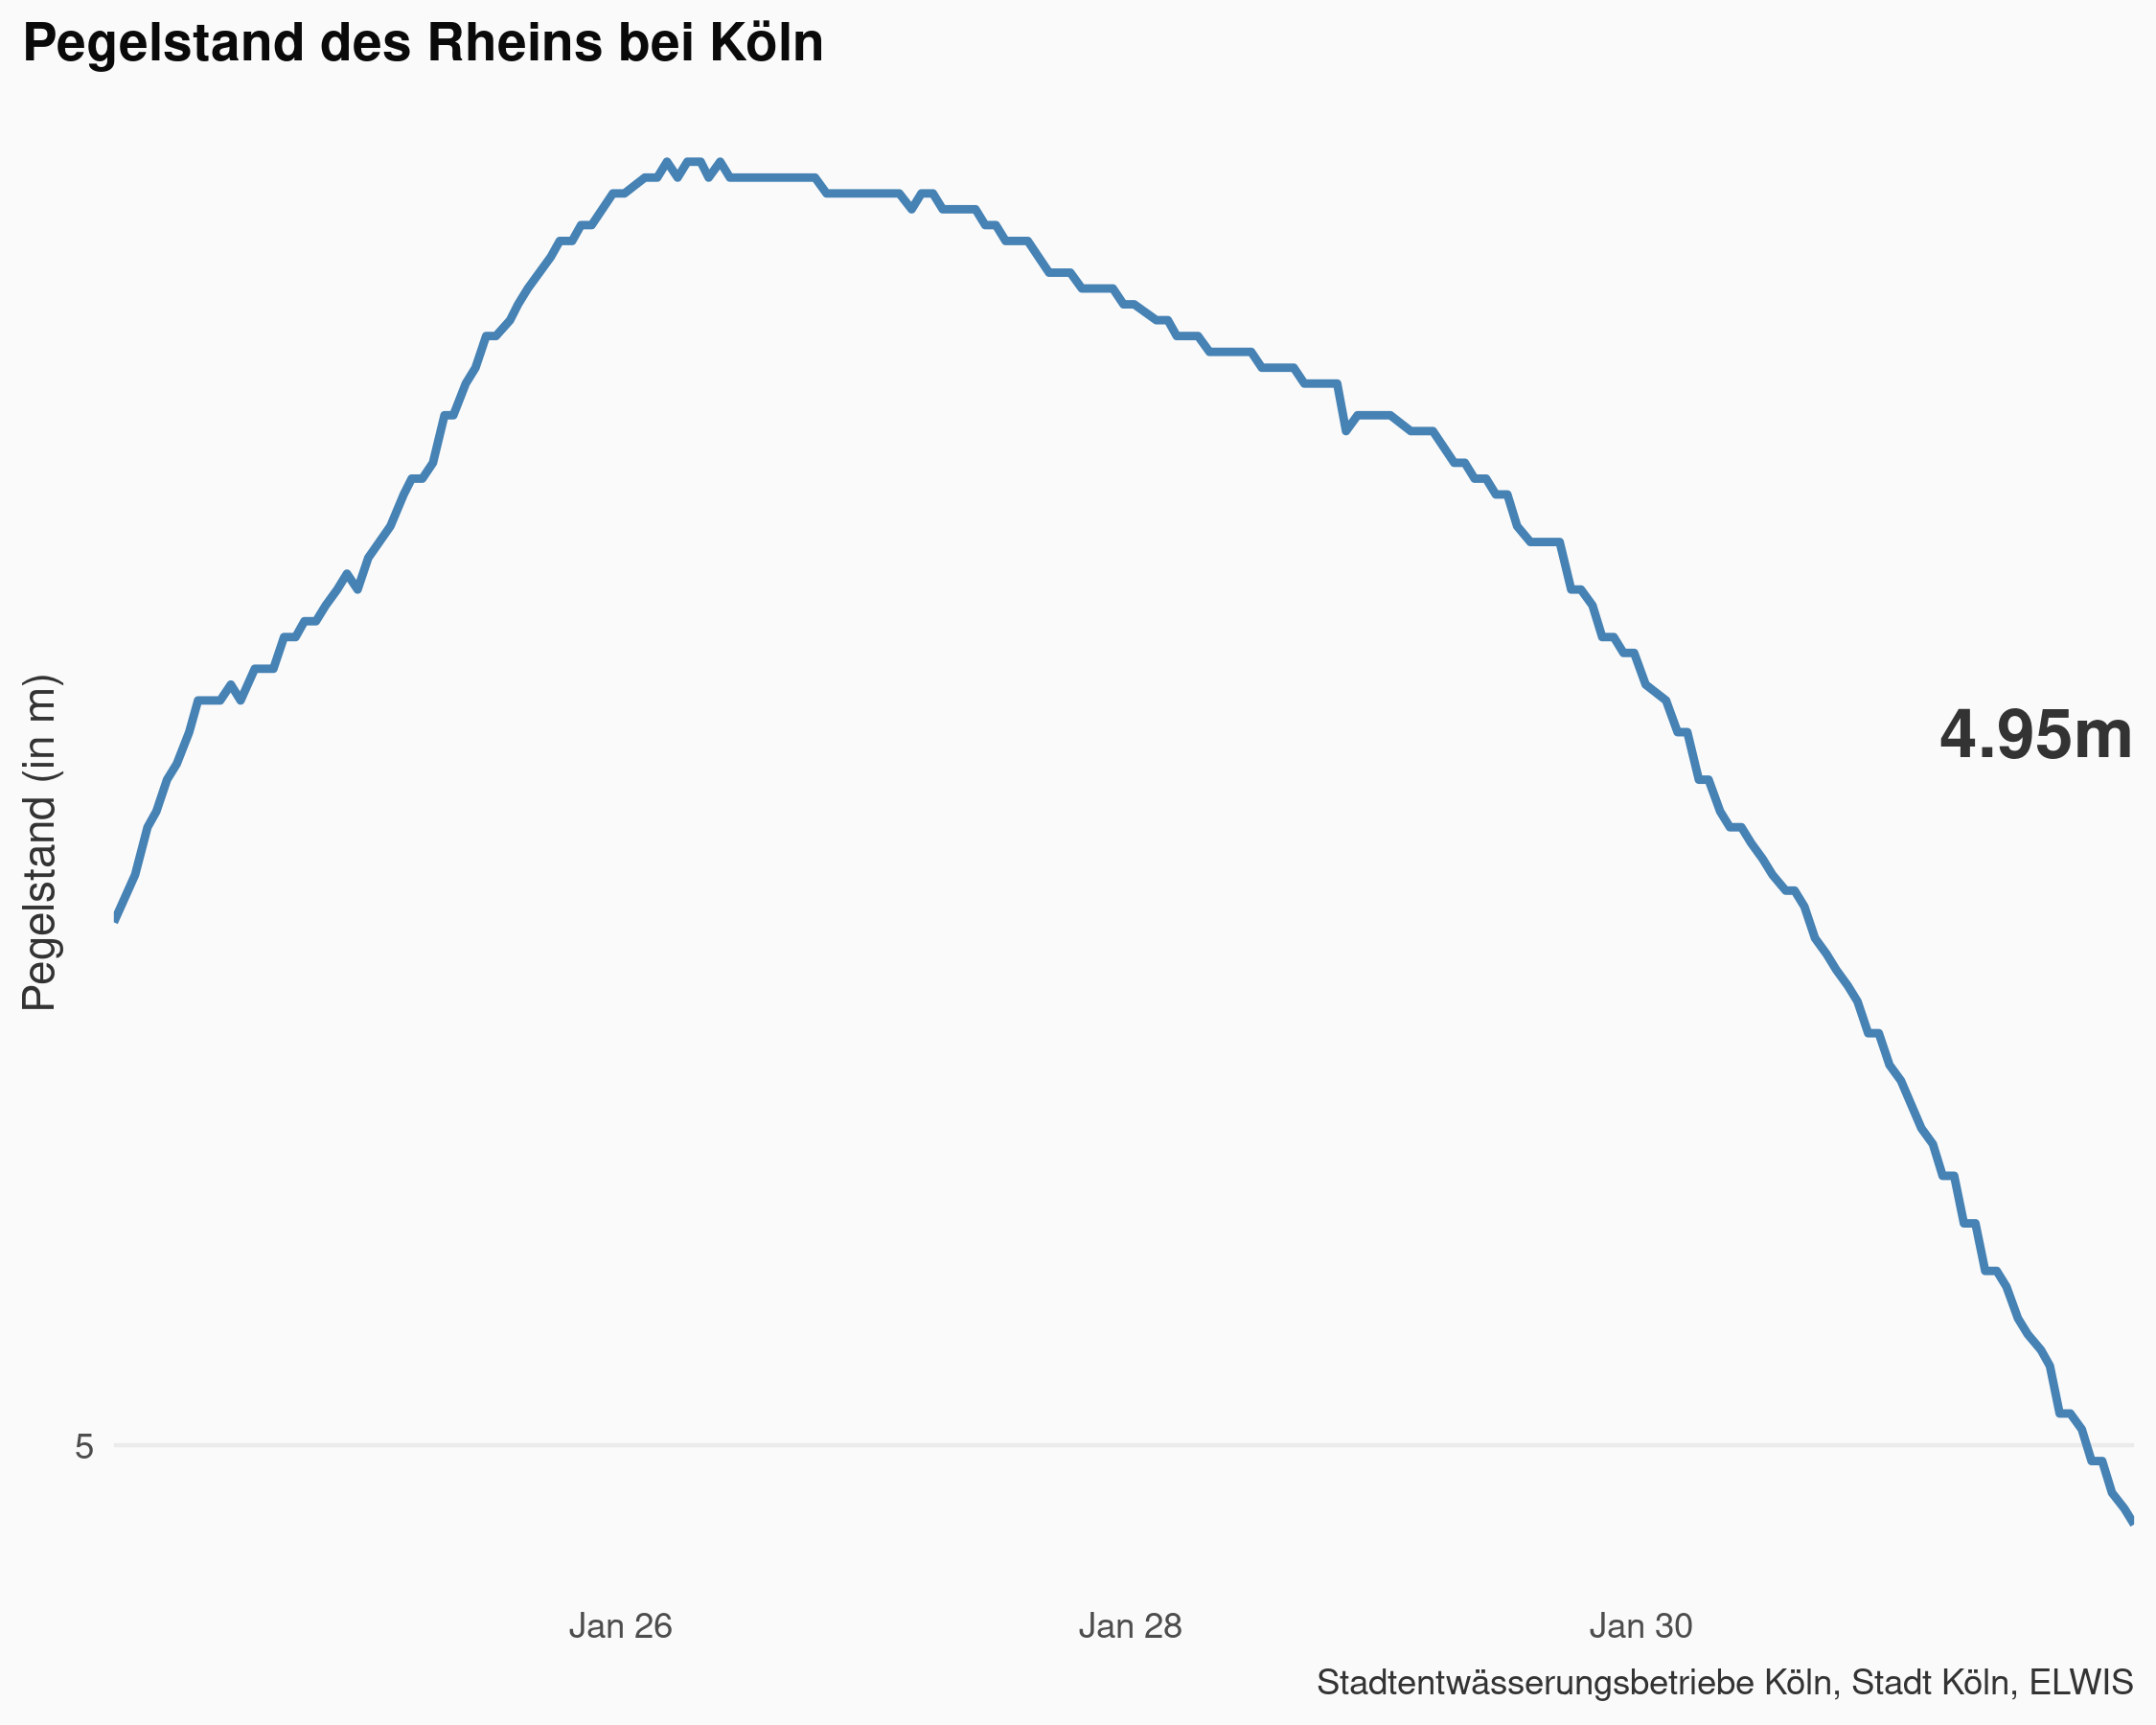 Pegelstand des Rheins bei Köln
Pegelstand (in m)
4.95m
5
Jan 26
Jan 28
Jan 30
Stadtentwässerungsbetriebe Köln, Stadt Köln, ELWIS